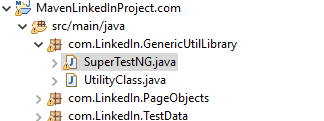 MavenLinkedInProject.com
src/main/java
com.LinkedIn.GenericUtilLibrary
SuperTestNG.java
UtilityClass.java
com.LinkedIn.PageObjects
com.LinkedIn.TestData